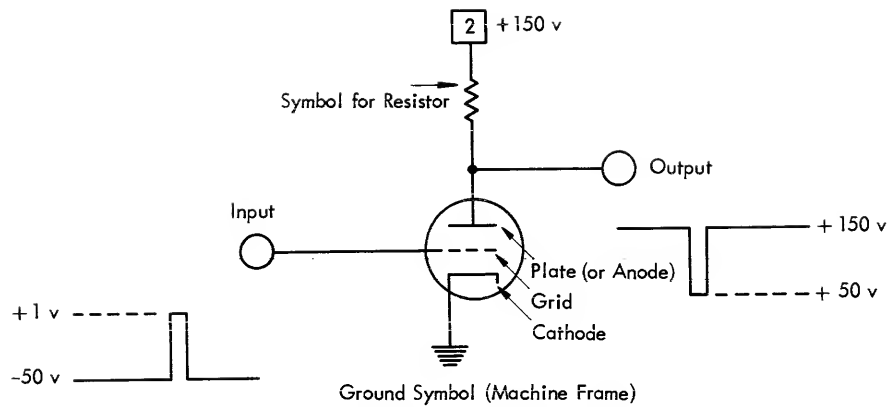 2 +150 v
Symbol for Resistor
Output
Input
+ 150 v
Plate (or Anode)
+ 50 v
Grid
+1 v
Cathode
-50 v
Ground Symbol (Machine Frame)